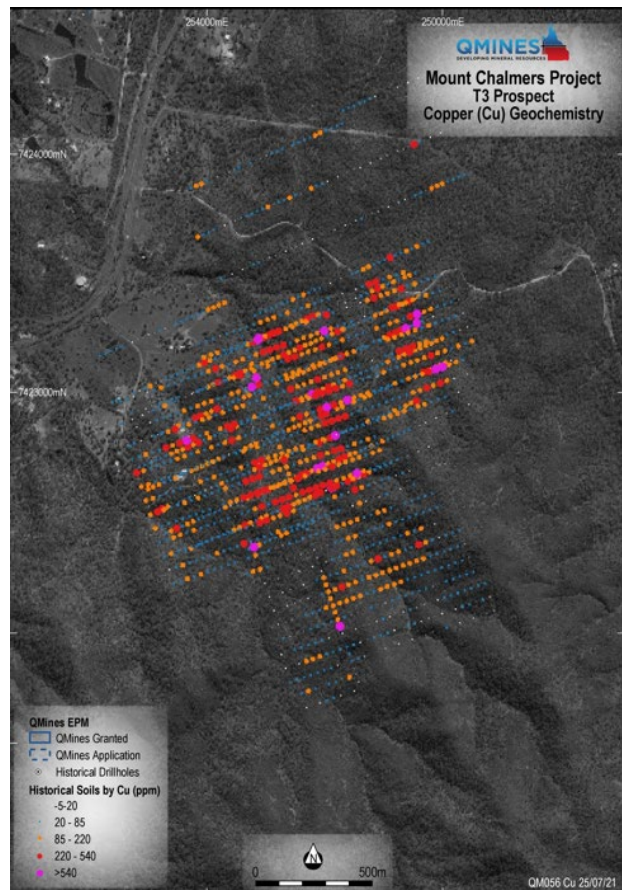 254000mE
250000mE
QMINES
DEVELOPING MINERAL RESOURCES
Mount Chalmers Project
T3 Prospect
Copper (Cu) Geochemistry
7424000mN
7423000mN
QMines EPM
QMines Granted
QMines Application
Historical Drillholes
Historical Soils by Cu (ppm)
-5-20
20 - 85
85 - 220
220 - 540
>540
N
0 500m
QM056 Cu 25/07/21